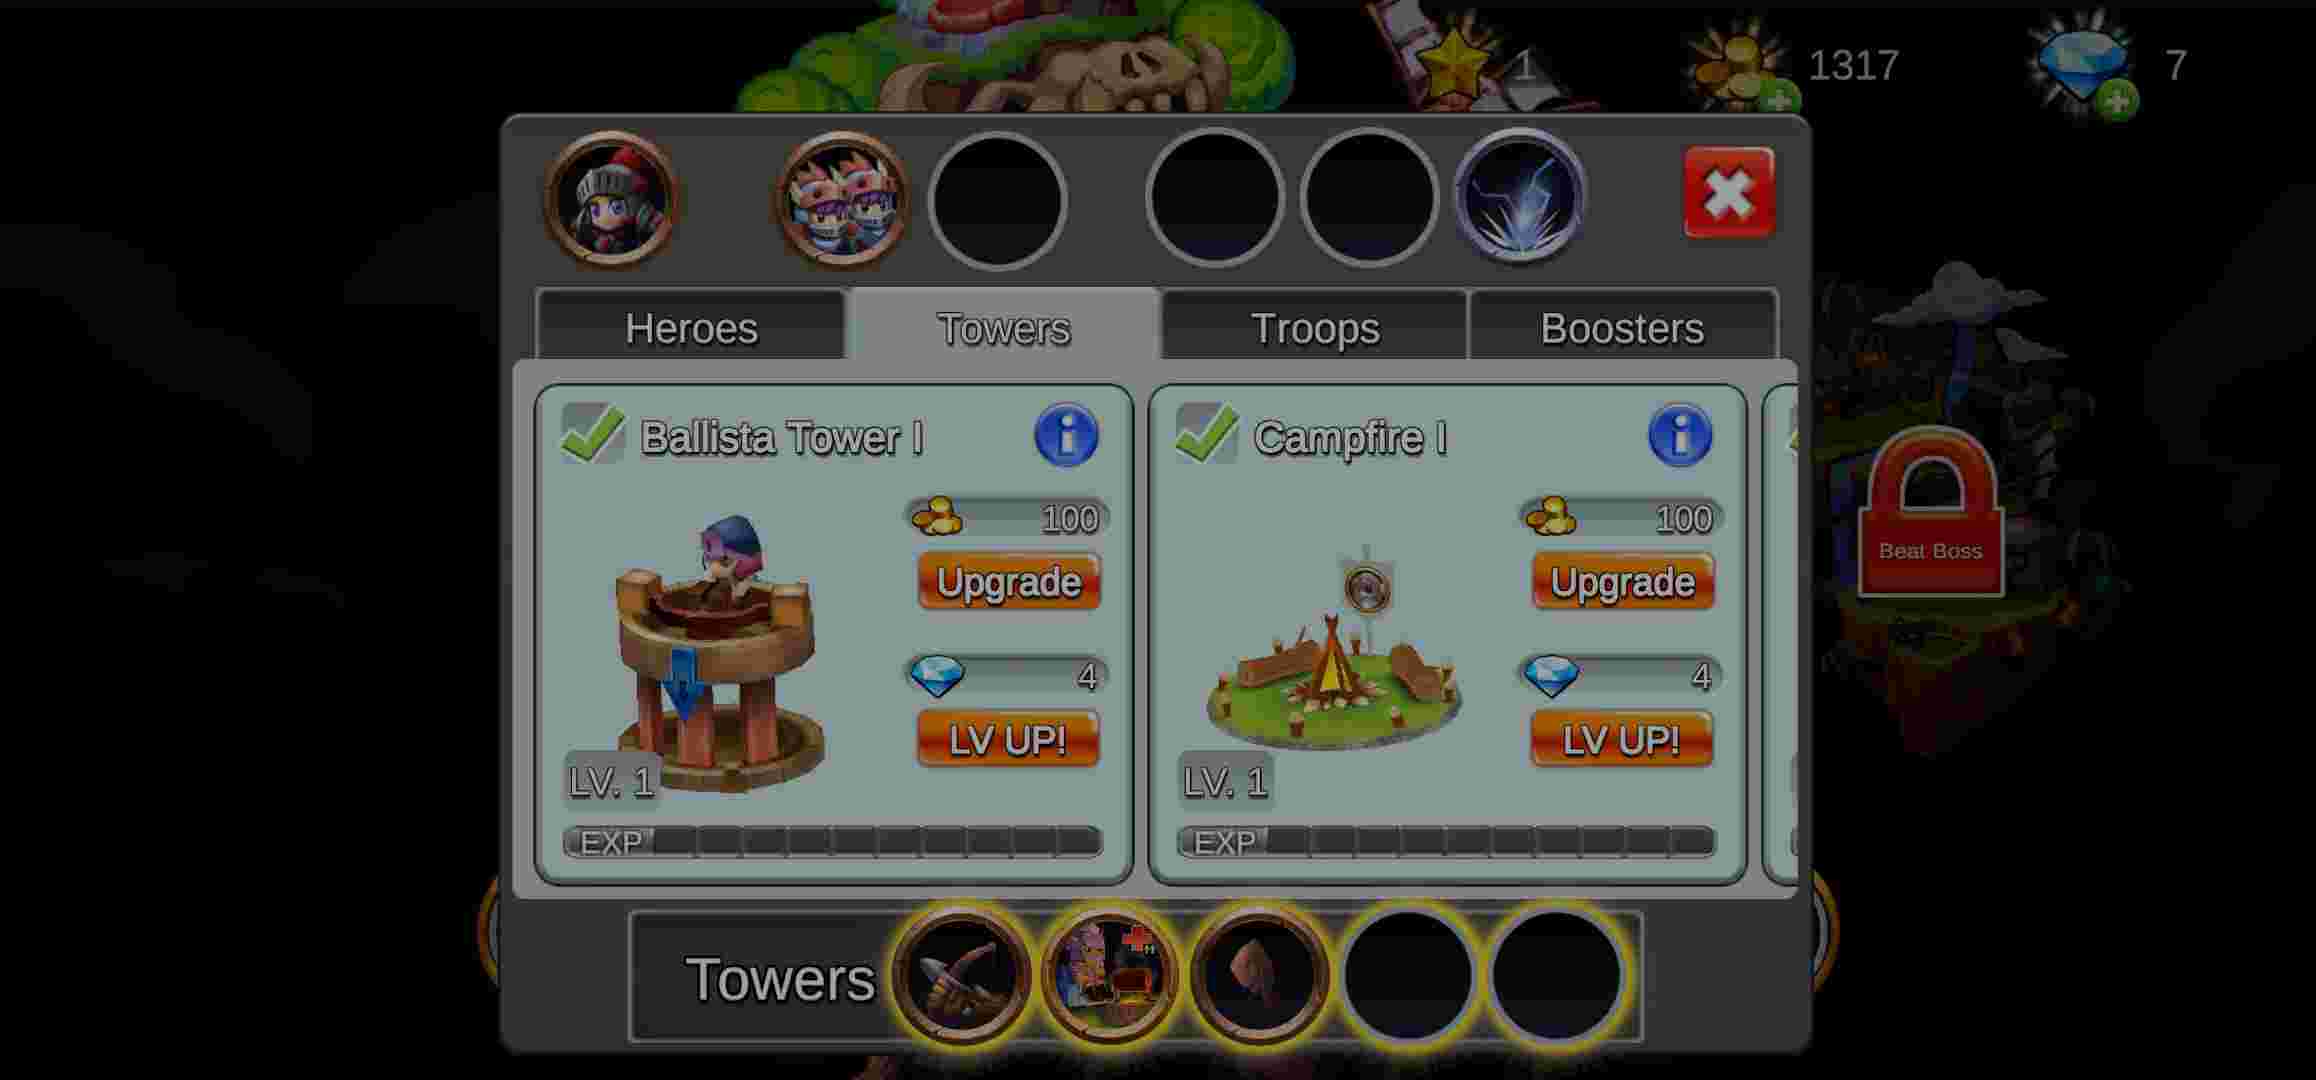 1
1317
7
Heroes
Towers
Troops
Boosters
Ballista Tower I
Campfire I
100
100
Upgrade
Upgrade
Beat Boss
4
4
LV UP!
LV UP!
LV. 1
LV. 1
EXP
EXP
Towers